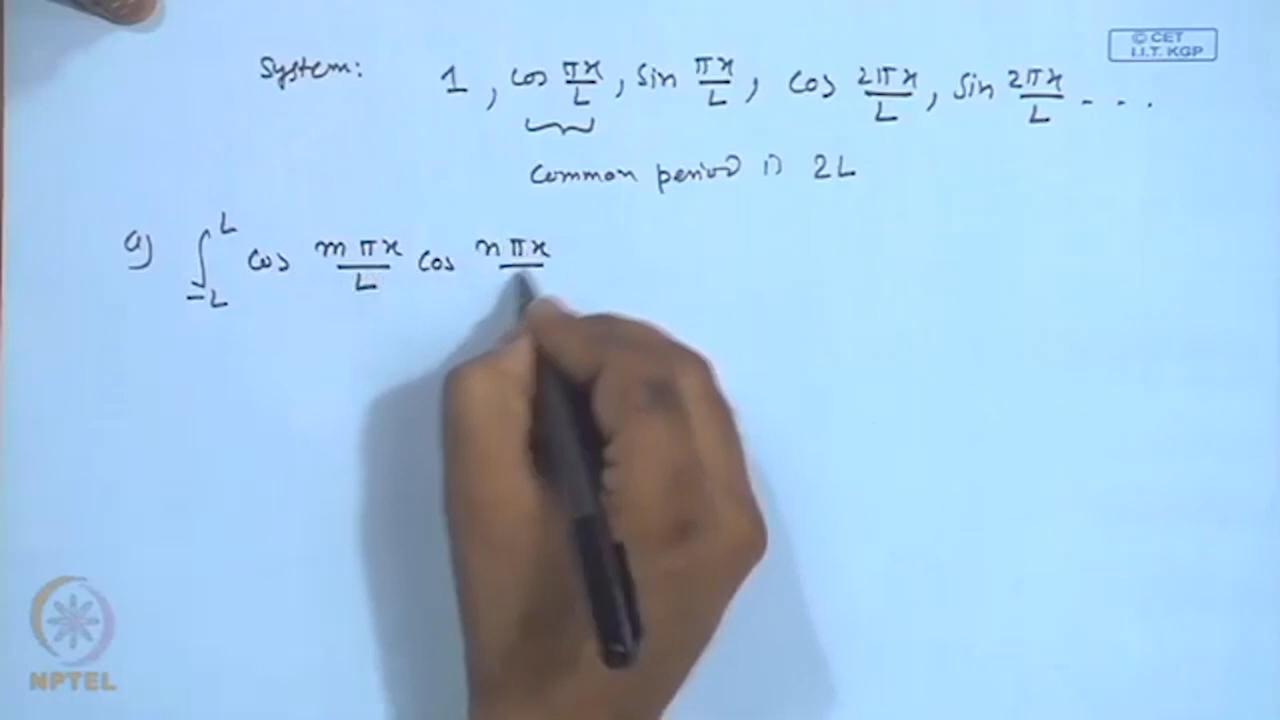 © CET
I.I.T. KGP
System: 1, cos πx/L, sin πx/L, cos 2πx/L, sin 2πx/L - - - .
Common period is 2L
a) ∫_{-L}^{L} cos mπx/L cos nπx/
NPTEL